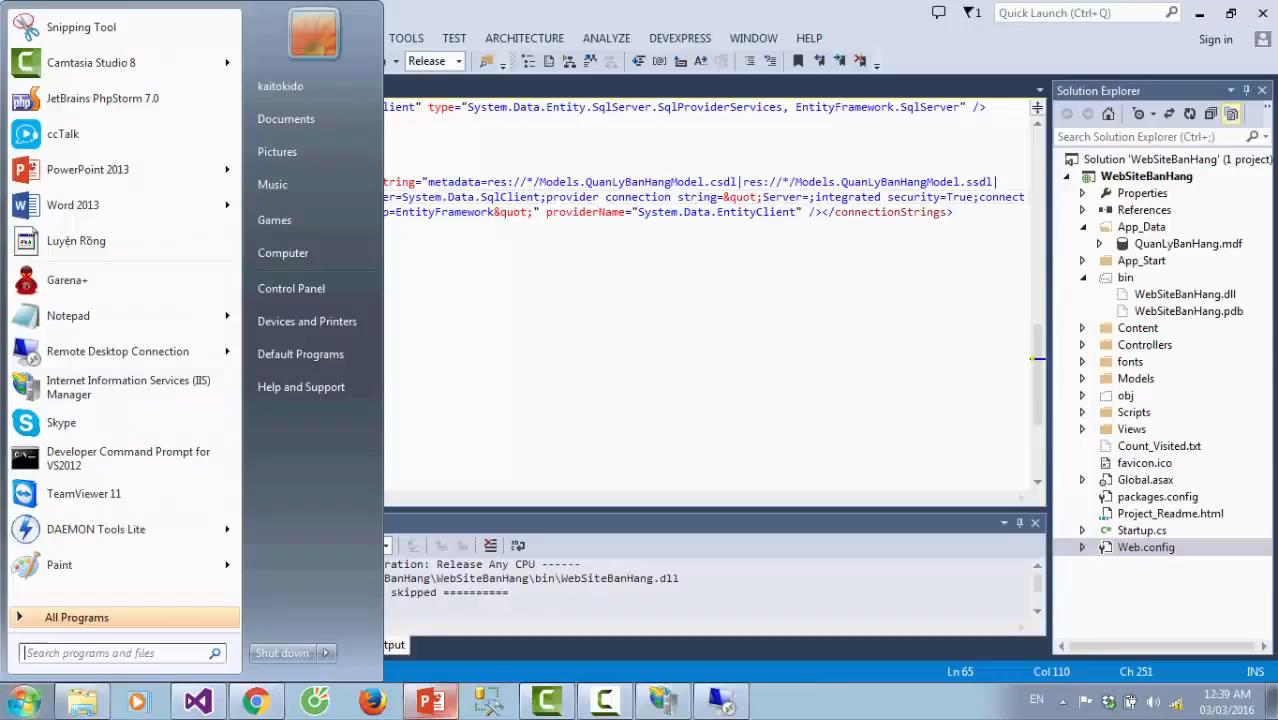 Snipping Tool
Camtasia Studio 8
JetBrains PhpStorm 7.0
ccTalk
PowerPoint 2013
Word 2013
Luyện Rồng
Garena+
Notepad
Remote Desktop Connection
Internet Information Services (IIS)
Manager
Skype
Developer Command Prompt for
VS2012
TeamViewer 11
DAEMON Tools Lite
Paint
All Programs
Search programs and files
kaitokido
Documents
Pictures
Music
Games
Computer
Control Panel
Devices and Printers
Default Programs
Help and Support
Shut down
1
Quick Launch (Ctrl+Q)
TOOLS TEST ARCHITECTURE ANALYZE DEVEXPRESS WINDOW HELP
Sign in
Release
lient" type="System.Data.Entity.SqlServer.SqlProviderServices, EntityFramework.SqlServer" />
tring="metadata=res://*/Models.QuanLyBanHangModel.csdl|res://*/Models.QuanLyBanHangModel.ssdl|
er=System.Data.SqlClient;provider connection string=&quot;Server=;integrated security=True;connect
p=EntityFramework&quot;" providerName="System.Data.EntityClient" /></connectionStrings>
ration: Release Any CPU ------
BanHang\WebSiteBanHang\bin\WebSiteBanHang.dll
skipped ==========
tput
Solution Explorer
Search Solution Explorer (Ctrl+;)
Solution 'WebSiteBanHang' (1 project)
WebSiteBanHang
Properties
References
App_Data
QuanLyBanHang.mdf
App_Start
bin
WebSiteBanHang.dll
WebSiteBanHang.pdb
Content
Controllers
fonts
Models
obj
Scripts
Views
Count_Visited.txt
favicon.ico
Global.asax
packages.config
Project_Readme.html
Startup.cs
Web.config
Ln 65 Col 110 Ch 251 INS
EN
12:39 AM
03/03/2016